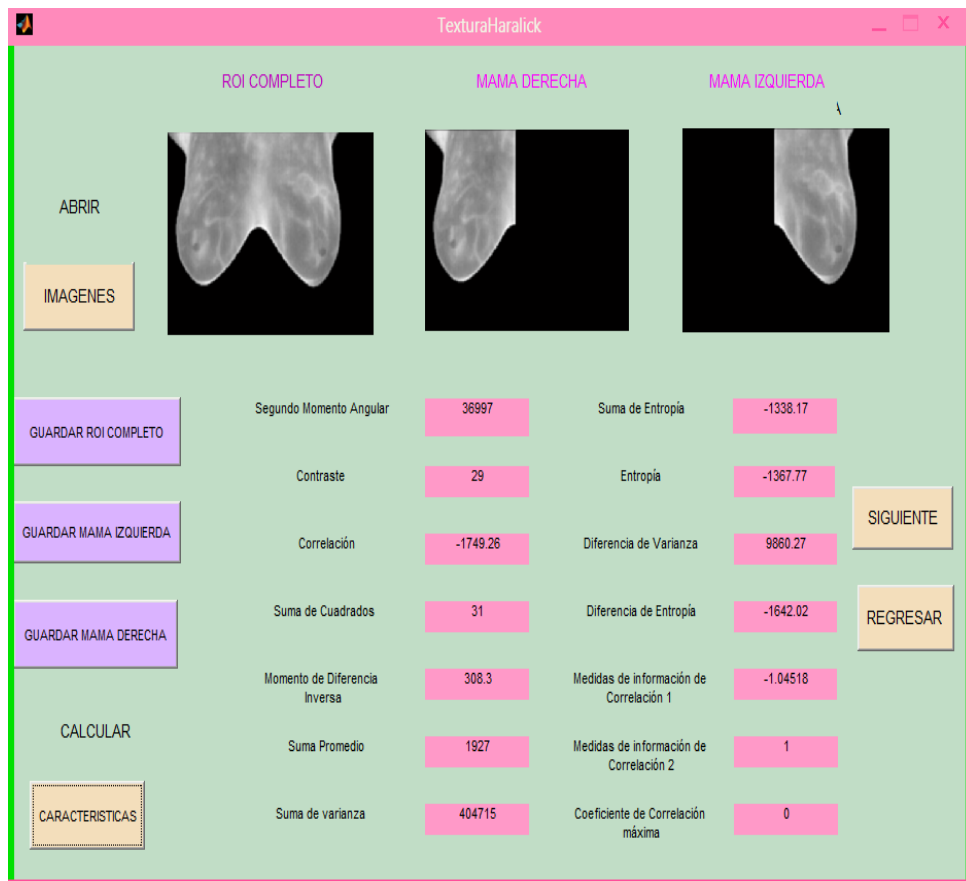 TexturaHaralick
ROI COMPLETO
MAMA DERECHA
MAMA IZQUIERDA
ABRIR
IMAGENES
GUARDAR ROI COMPLETO
GUARDAR MAMA IZQUIERDA
GUARDAR MAMA DERECHA
CALCULAR
CARACTERISTICAS
Segundo Momento Angular
36997
Contraste
29
Correlación
-1749.26
Suma de Cuadrados
31
Momento de Diferencia
Inversa
308.3
Suma Promedio
1927
Suma de varianza
404715
Suma de Entropía
-1338.17
Entropía
-1367.77
Diferencia de Varianza
9860.27
Diferencia de Entropía
-1642.02
Medidas de información de
Correlación 1
-1.04518
Medidas de información de
Correlación 2
1
Coeficiente de Correlación
máxima
0
SIGUIENTE
REGRESAR